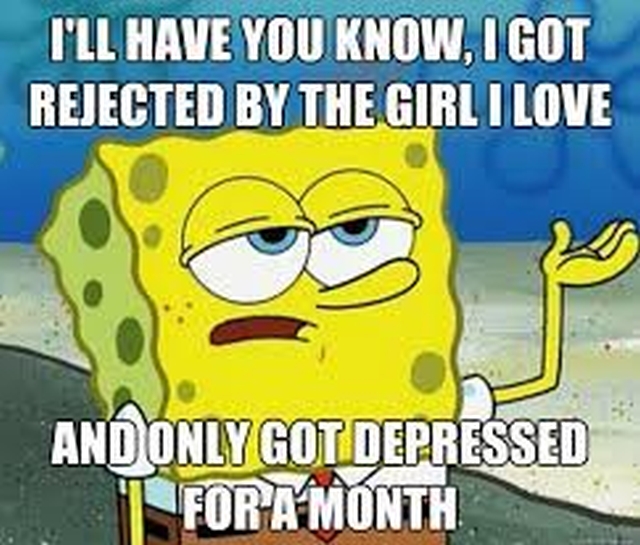 I'LL HAVE YOU KNOW, I GOT
REJECTED BY THE GIRL I LOVE
AND ONLY GOT DEPRESSED
FOR A MONTH